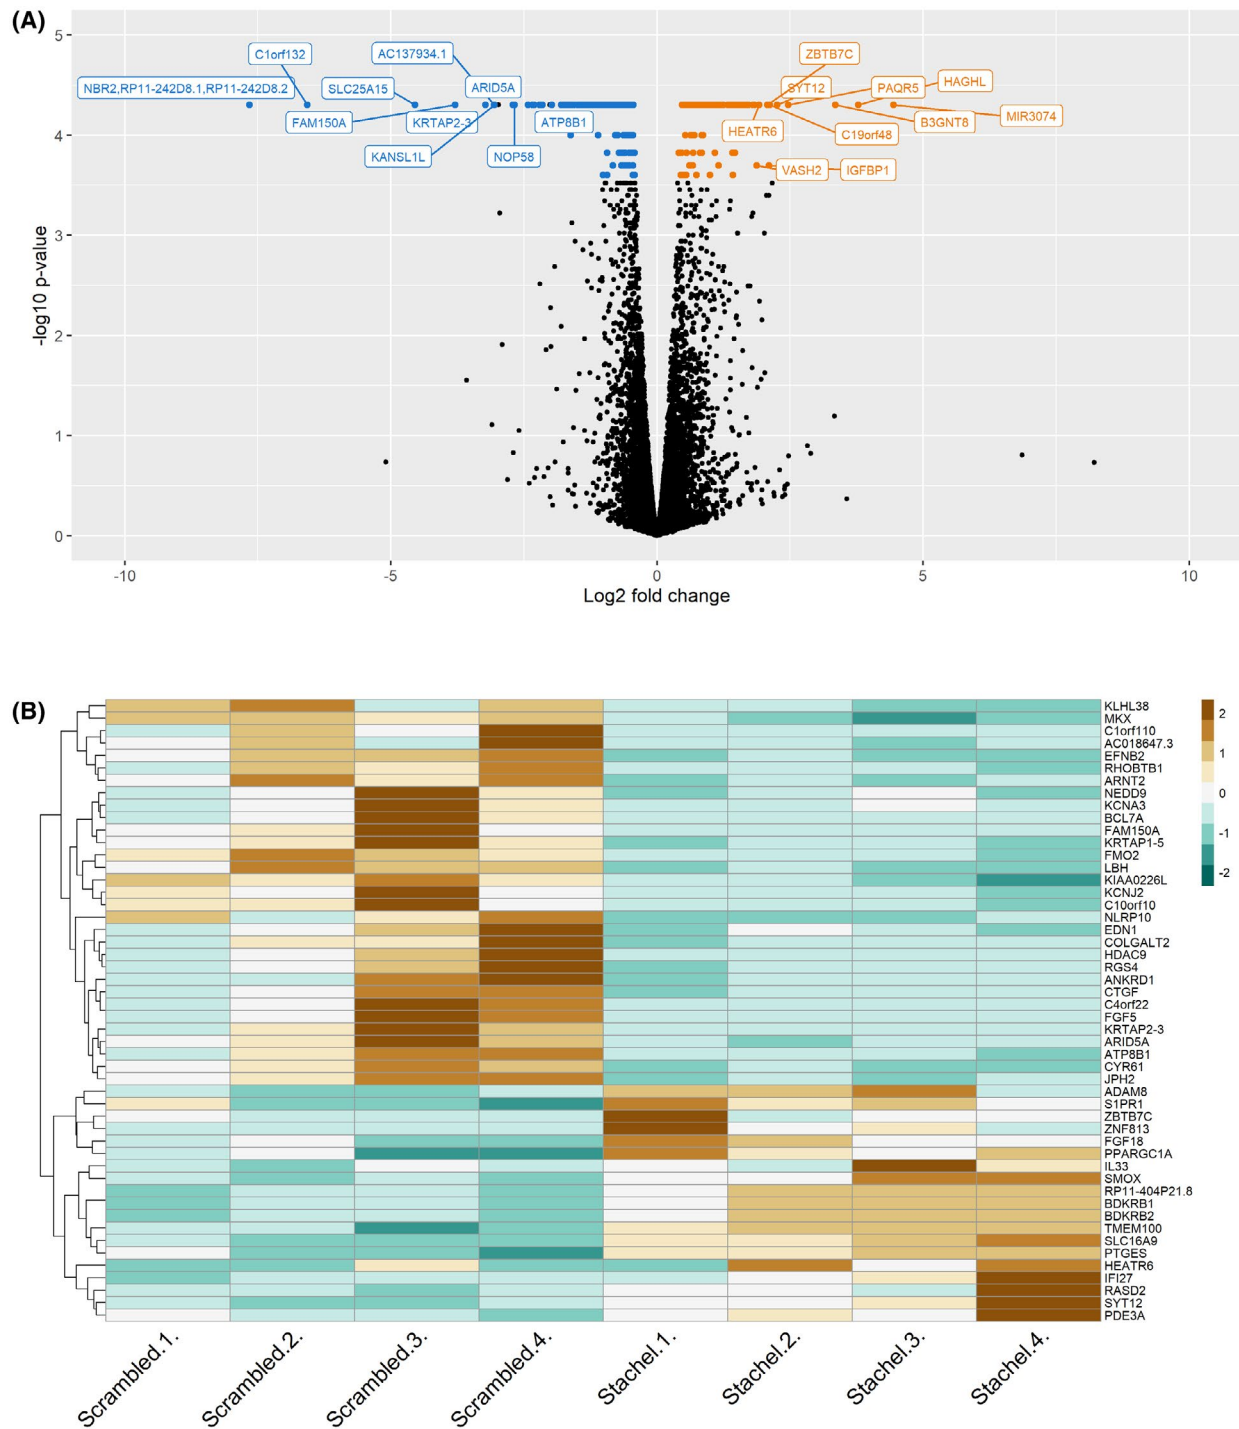 (A)
5
4
3
2
1
0
-log10 p-value
C1orf132
AC137934.1
ZBTB7C
NBR2,RP11-242D8.1,RP11-242D8.2
SLC25A15
ARID5A
SYT12
PAQR5
HAGHL
FAM150A
KRTAP2-3
ATP8B1
HEATR6
C19orf48
B3GNT8
MIR3074
KANSL1L
NOP58
VASH2
IGFBP1
-10
-5
0
5
10
Log2 fold change
(B)
KLHL38
MKX
C1orf110
AC018647.3
EFNB2
RHOBTB1
ARNT2
NEDD9
KCNA3
BCL7A
FAM150A
KRTAP1-5
FMO2
LBH
KIAA0226L
KCNJ2
C10orf10
NLRP10
EDN1
COLGALT2
HDAC9
RGS4
ANKRD1
CTGF
C4orf22
FGF5
KRTAP2-3
ARID5A
ATP8B1
CYR61
JPH2
ADAM8
S1PR1
ZBTB7C
ZNF813
FGF18
PPARGC1A
IL33
SMOX
RP11-404P21.8
BDKRB1
BDKRB2
TMEM100
SLC16A9
PTGES
HEATR6
IFI27
RASD2
SYT12
PDE3A
2
1
0
-1
-2
Scrambled.1.
Scrambled.2.
Scrambled.3.
Scrambled.4.
Stachel.1.
Stachel.2.
Stachel.3.
Stachel.4.